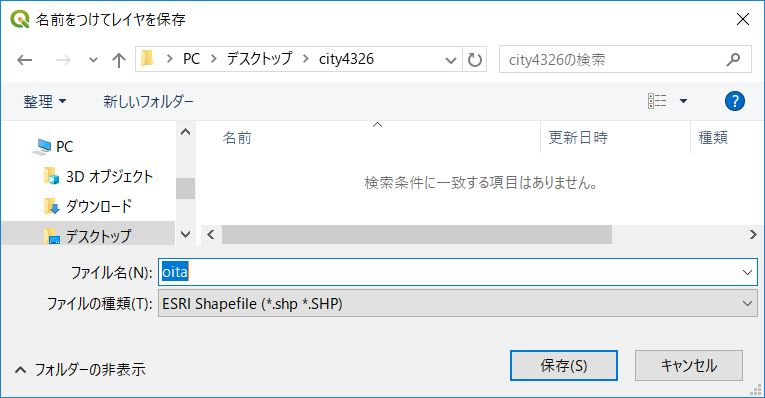 名前をつけてレイヤを保存
PC デスクトップ city4326
city4326の検索
整理 新しいフォルダー
PC
3D オブジェクト
ダウンロード
デスクトップ
名前 更新日時 種類
検索条件に一致する項目はありません。
ファイル名(N): oita
ファイルの種類(T): ESRI Shapefile (*.shp *.SHP)
フォルダーの非表示
保存(S) キャンセル